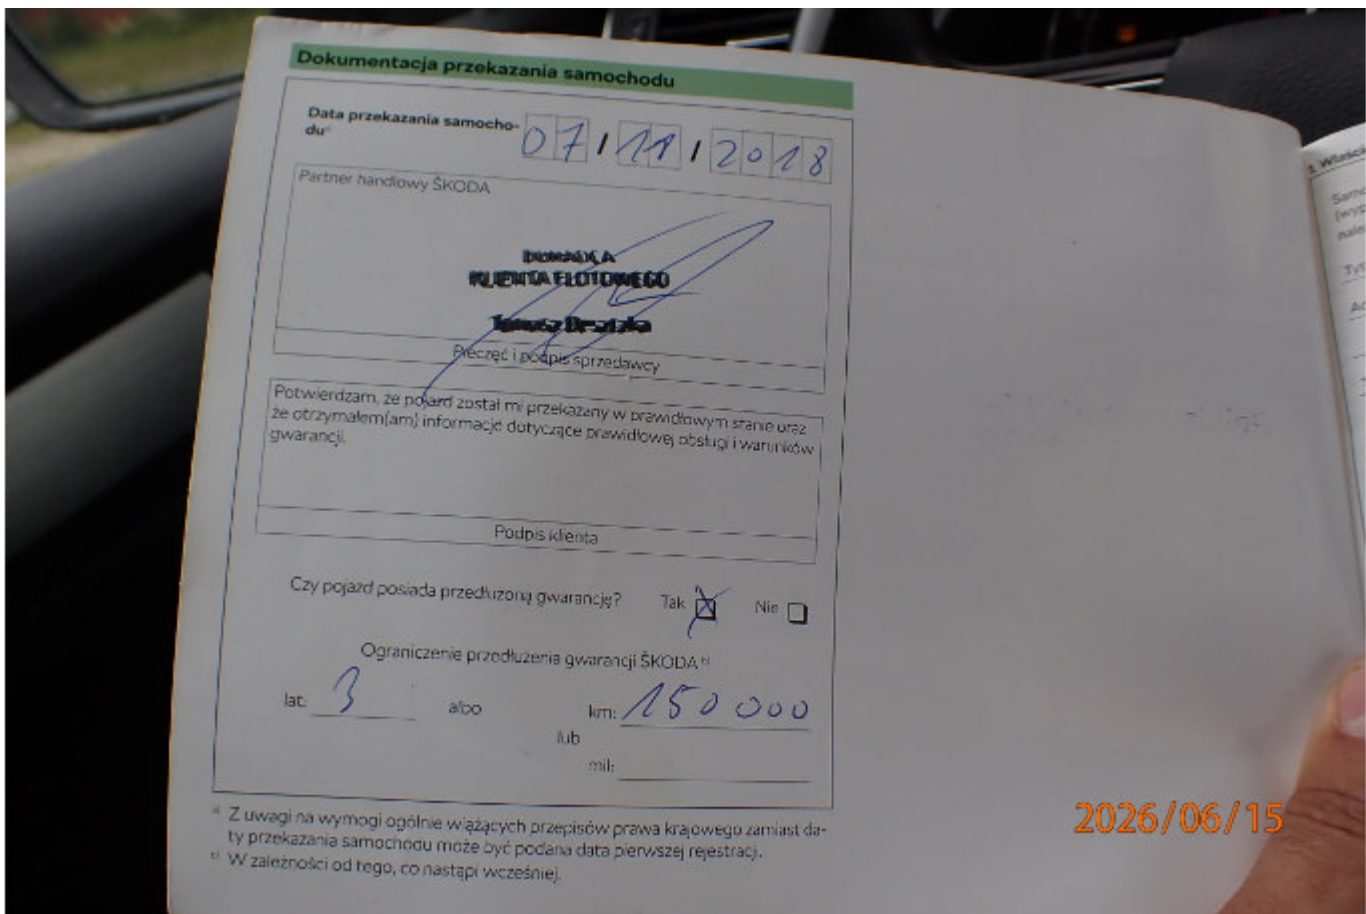 Dokumentacja przekazania samochodu
Data przekazania samocho-
du a)
07/11/2018
Partner handlowy ŠKODA
DORADCA
KLIENTA FLOTOWEGO
Pieczęć i podpis sprzedawcy
Potwierdzam, że pojazd został mi przekazany w prawidłowym stanie oraz
że otrzymałem(am) informacje dotyczące prawidłowej obsługi i warunków
gwarancji.
Podpis klienta
Czy pojazd posiada przedłużoną gwarancję? Tak Nie
Ograniczenie przedłużenia gwarancji ŠKODA b)
lat: 3 albo km: 150 000
lub
mil:
a) Z uwagi na wymogi ogólnie wiążących przepisów prawa krajowego zamiast da-
ty przekazania samochodu może być podana data pierwszej rejestracji.
b) W zależności od tego, co nastąpi wcześniej.
2026/06/15